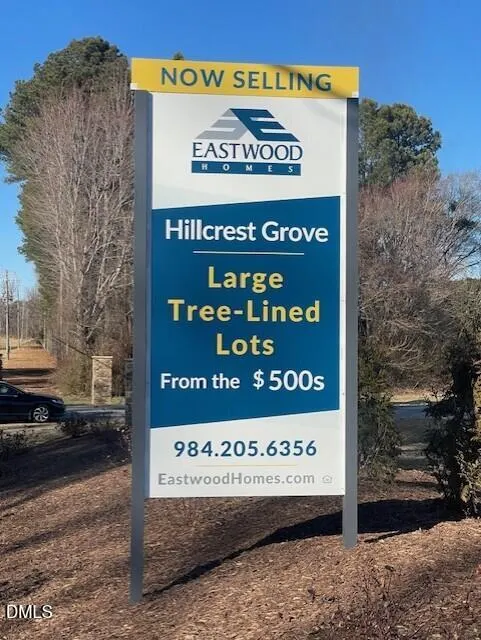 NOW SELLING
EASTWOOD
HOMES
Hillcrest Grove
Large
Tree-Lined
Lots
From the $500s
984.205.6356
EastwoodHomes.com
DMLS